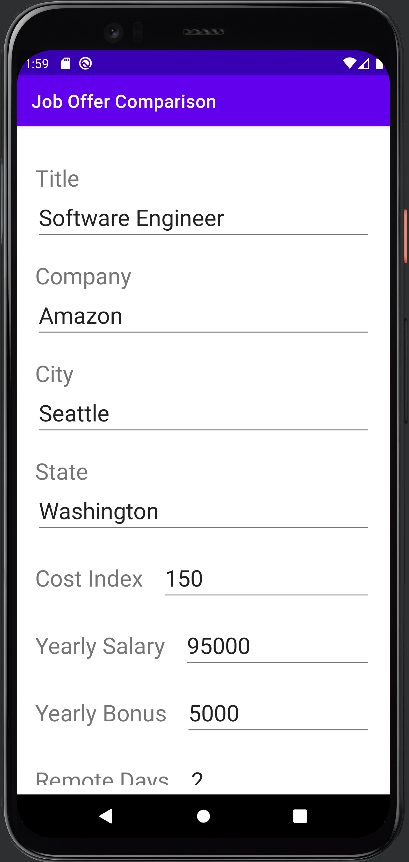 1:59
Job Offer Comparison
Title
Software Engineer
Company
Amazon
City
Seattle
State
Washington
Cost Index 150
Yearly Salary 95000
Yearly Bonus 5000
Remote Days 2